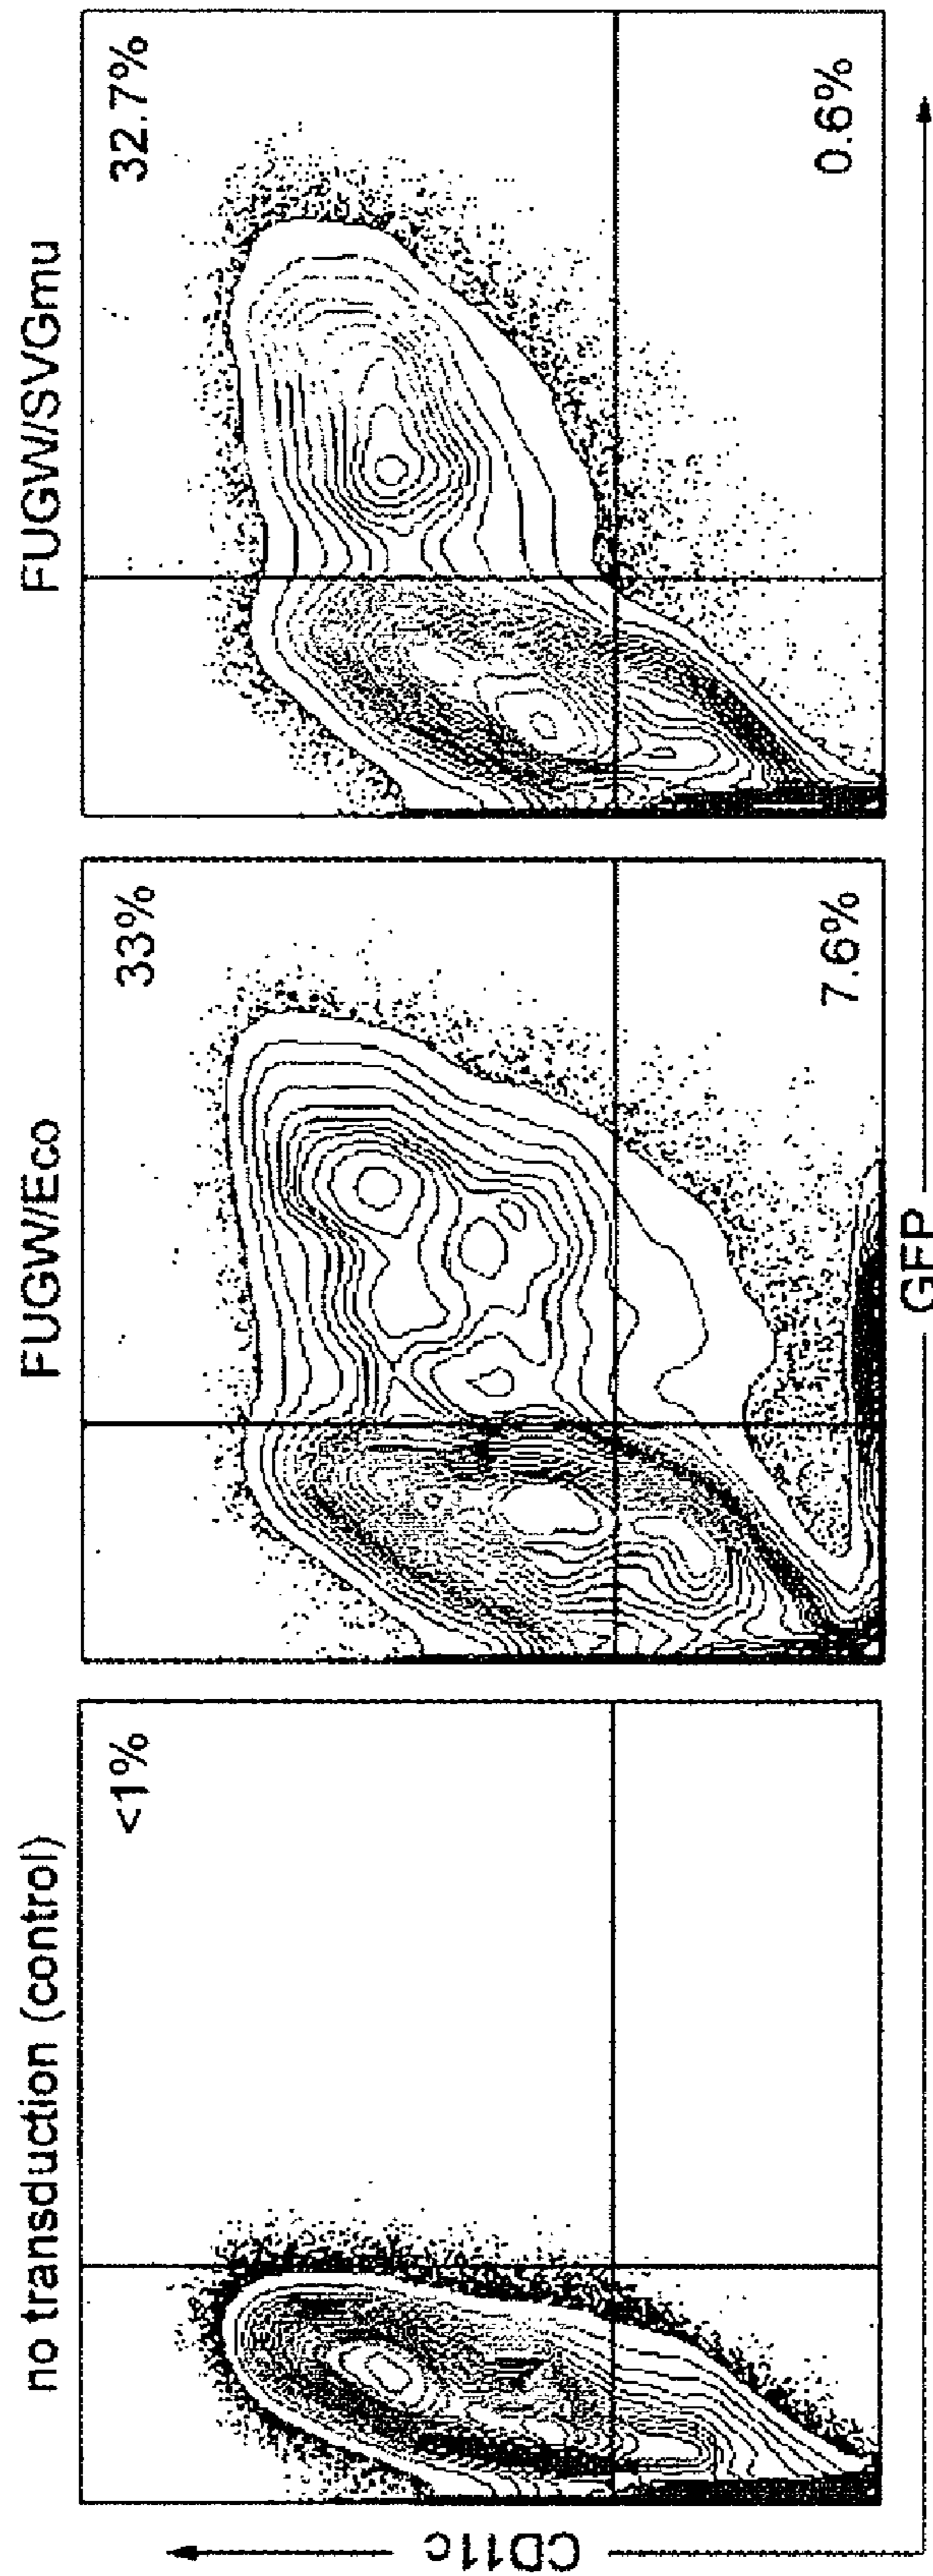 no transduction (control)
FUGW/Eco
FUGW/SVGmu
<1%
33%
32.7%
7.6%
0.6%
CD11c
GFP